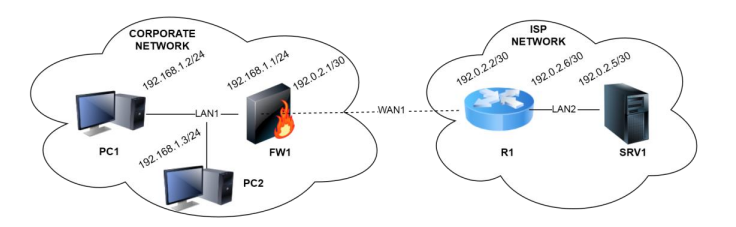 CORPORATE
NETWORK
192.168.1.2/24
192.168.1.1/24
192.0.2.1/30
LAN1
PC1
FW1
192.168.1.3/24
PC2
WAN1
ISP
NETWORK
192.0.2.2/30
192.0.2.6/30
192.0.2.5/30
LAN2
R1
SRV1